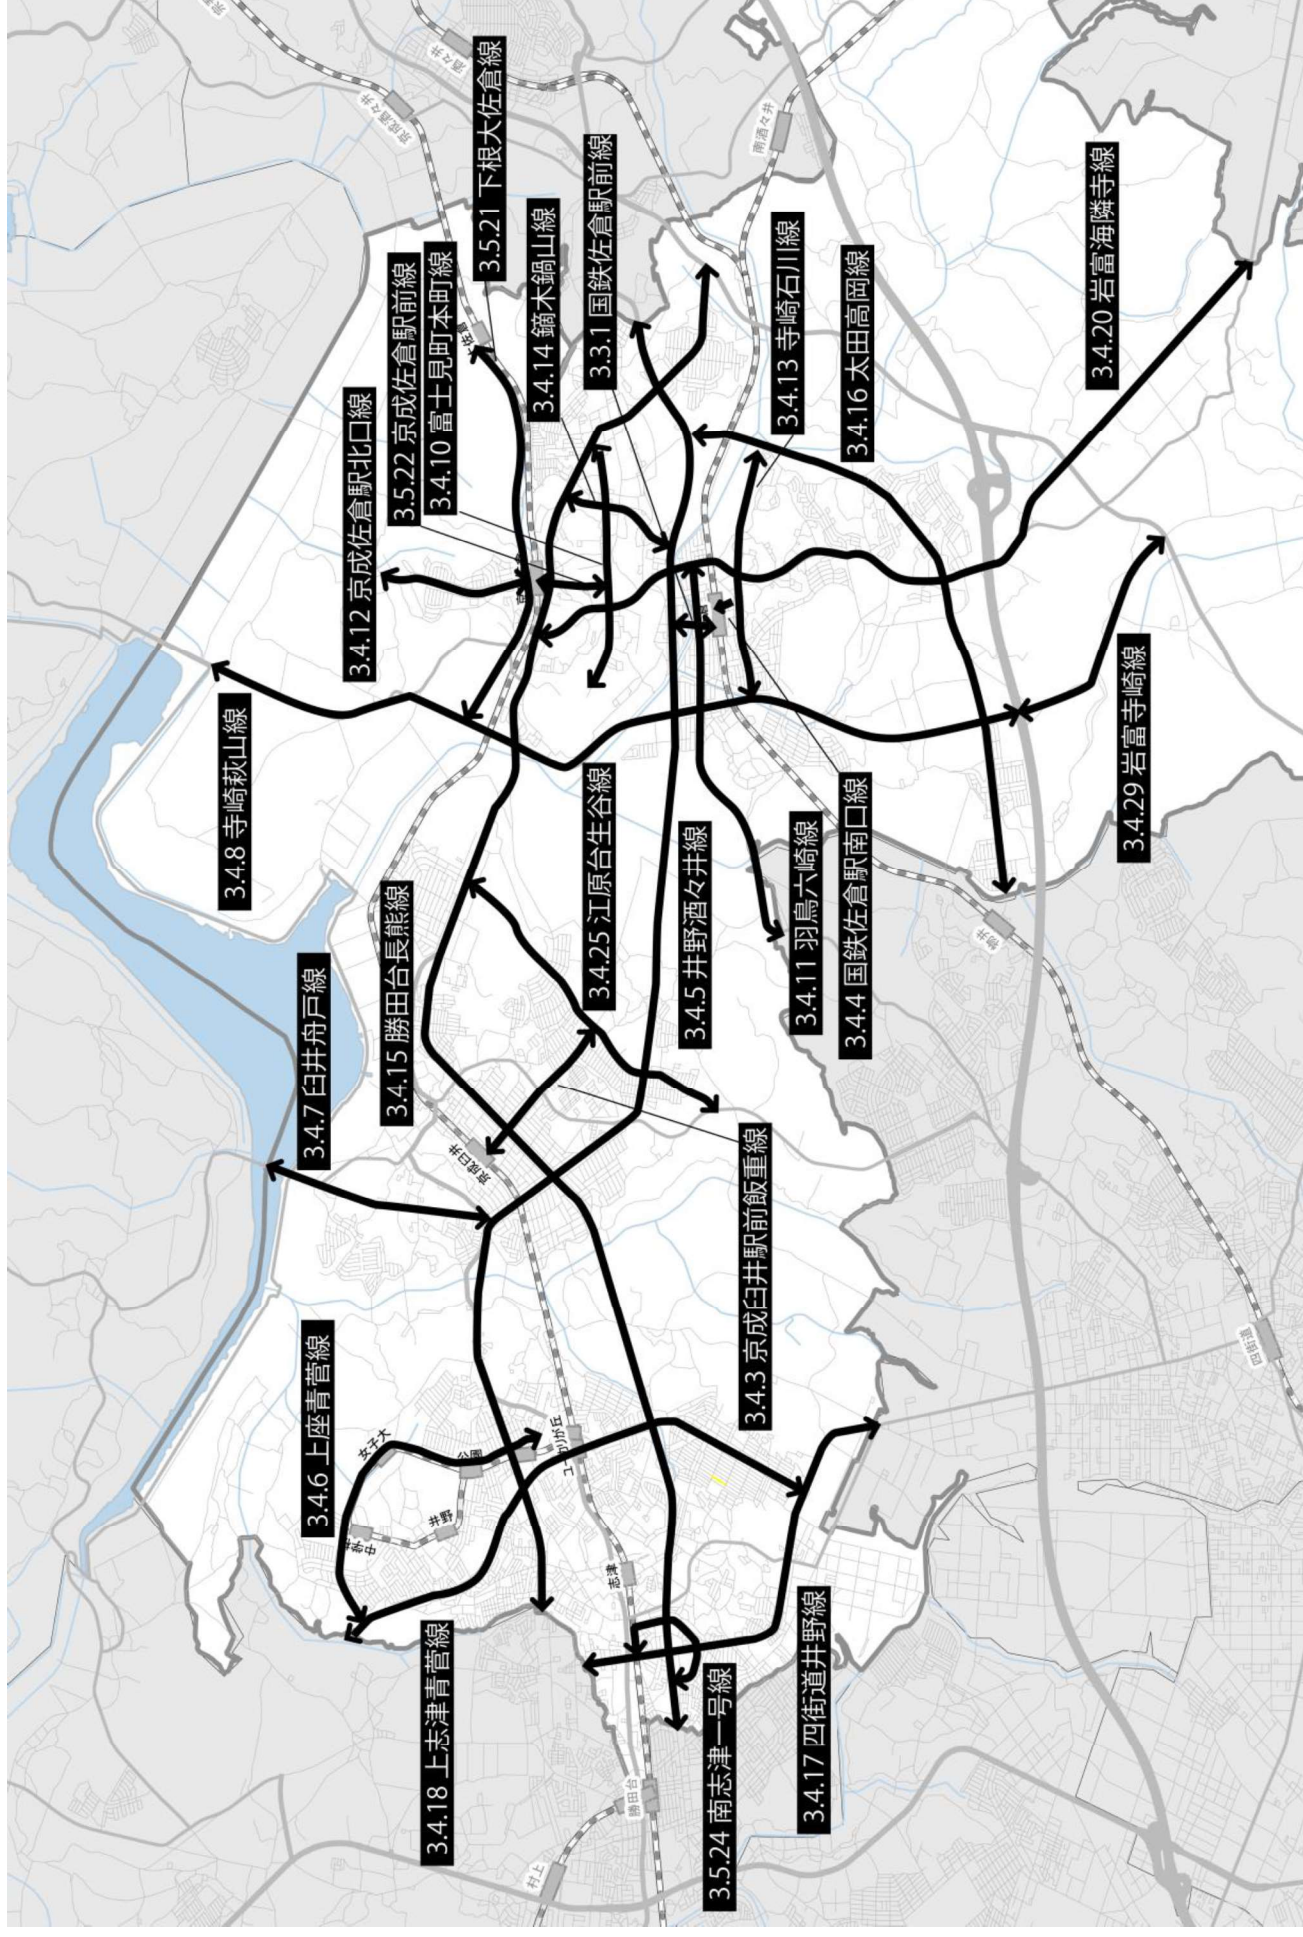 3.4.18 上志津青菅線
3.4.6 上座青菅線
3.4.7 臼井舟戸線
3.4.8 寺崎萩山線
3.4.12 京成佐倉駅北口線
3.5.22 京成佐倉駅前線
3.4.10 富士見町本町線
3.5.21 下根大佐倉線
3.4.14 鏑木鍋山線
3.3.1 国鉄佐倉駅前線
3.4.15 勝田台長熊線
3.4.25 江原台生谷線
3.4.5 井野酒々井線
3.4.11 羽鳥六崎線
3.4.4 国鉄佐倉駅南口線
3.4.13 寺崎石川線
3.4.16 太田高岡線
3.4.20 岩富海隣寺線
3.4.29 岩富寺崎線
3.4.3 京成臼井駅前飯重線
3.4.17 四街道井野線
3.5.24 南志津一号線
村上
勝田台
志津
ユーカリが丘
公園
女子大
井野
京成臼井
京成酒々井
酒々井
南酒々井
物井
四街道